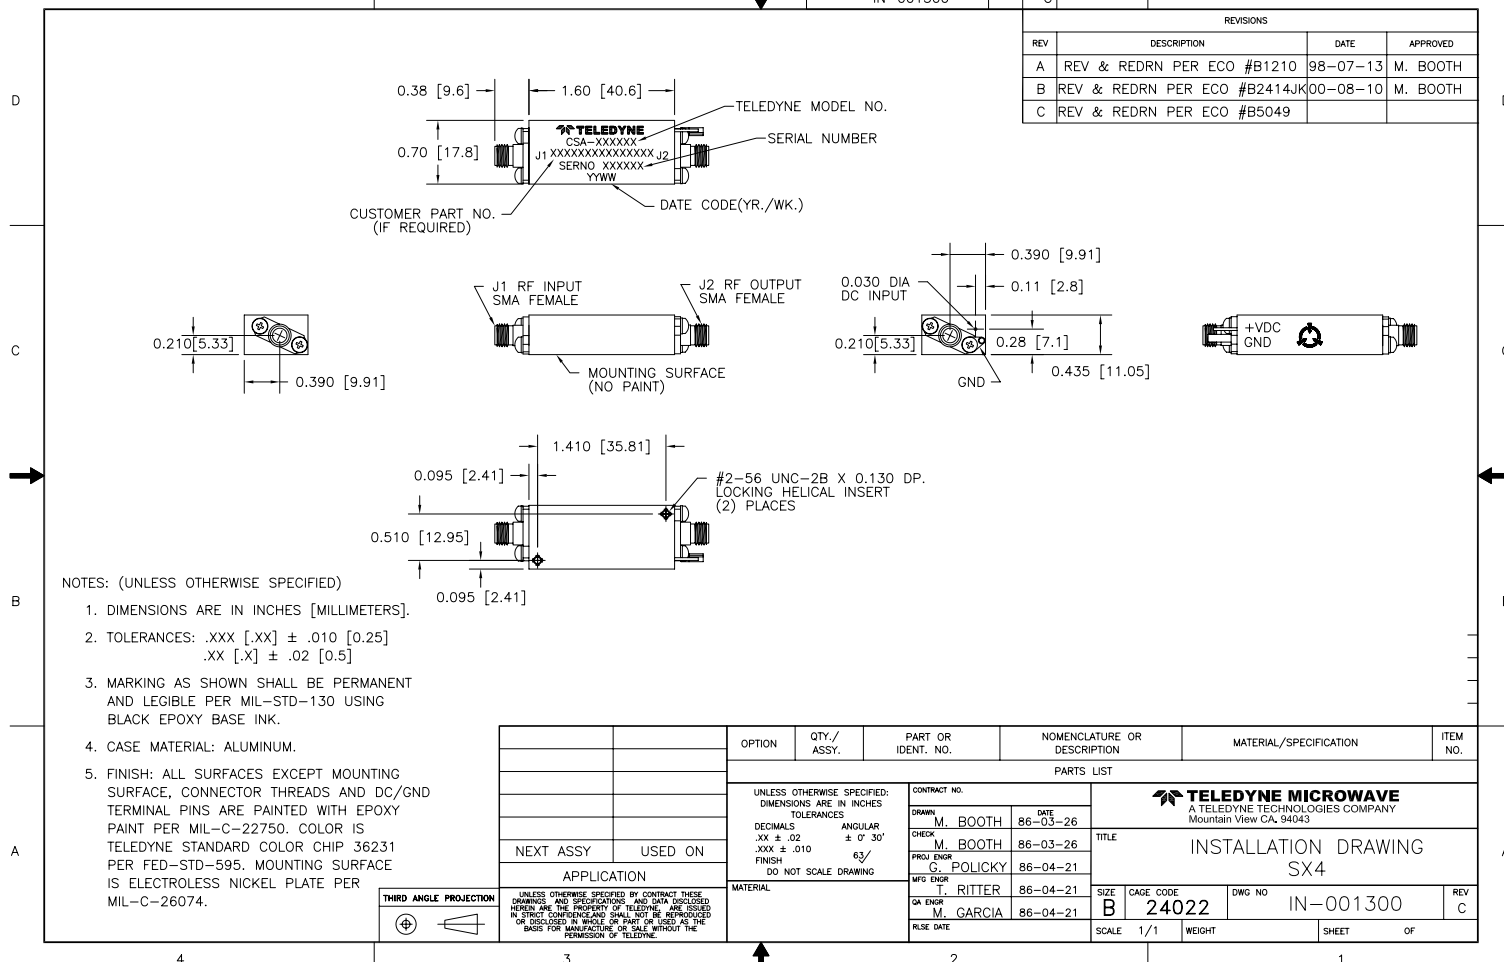 REVISIONS
REV DESCRIPTION DATE APPROVED
A REV & REDRN PER ECO #B1210 98-07-13 M. BOOTH
B REV & REDRN PER ECO #B2414JK 00-08-10 M. BOOTH
C REV & REDRN PER ECO #B5049
D
0.38 [9.6]
1.60 [40.6]
TELEDYNE MODEL NO.
TELEDYNE
CSA-XXXXXX
SERIAL NUMBER
0.70 [17.8]
J1 XXXXXXXXXXXXXXX J2
SERNO XXXXXX
YYWW
DATE CODE(YR./WK.)
CUSTOMER PART NO.
(IF REQUIRED)
0.390 [9.91]
J1 RF INPUT
SMA FEMALE
J2 RF OUTPUT
SMA FEMALE
0.030 DIA
DC INPUT
0.11 [2.8]
C
0.210[5.33]
0.210[5.33]
0.28 [7.1]
+VDC
GND
MOUNTING SURFACE
(NO PAINT)
0.435 [11.05]
0.390 [9.91]
GND
1.410 [35.81]
0.095 [2.41]
#2-56 UNC-2B X 0.130 DP.
LOCKING HELICAL INSERT
(2) PLACES
0.510 [12.95]
0.095 [2.41]
B
NOTES: (UNLESS OTHERWISE SPECIFIED)
1. DIMENSIONS ARE IN INCHES [MILLIMETERS].
2. TOLERANCES: .XXX [.XX] ± .010 [0.25]
.XX [.X] ± .02 [0.5]
3. MARKING AS SHOWN SHALL BE PERMANENT
AND LEGIBLE PER MIL-STD-130 USING
BLACK EPOXY BASE INK.
4. CASE MATERIAL: ALUMINUM.
5. FINISH: ALL SURFACES EXCEPT MOUNTING
SURFACE, CONNECTOR THREADS AND DC/GND
TERMINAL PINS ARE PAINTED WITH EPOXY
PAINT PER MIL-C-22750. COLOR IS
TELEDYNE STANDARD COLOR CHIP 36231
PER FED-STD-595. MOUNTING SURFACE
IS ELECTROLESS NICKEL PLATE PER
MIL-C-26074.
A
THIRD ANGLE PROJECTION
NEXT ASSY USED ON
APPLICATION
UNLESS OTHERWISE SPECIFIED BY CONTRACT THESE
DRAWINGS AND SPECIFICATIONS AND DATA DISCLOSED
HEREIN ARE THE PROPERTY OF TELEDYNE, ARE ISSUED
IN STRICT CONFIDENCE,AND SHALL NOT BE REPRODUCED
OR DISCLOSED IN WHOLE OR PART OR USED AS THE
BASIS FOR MANUFACTURE OR SALE WITHOUT THE
PERMISSION OF TELEDYNE.
OPTION QTY./ ASSY. PART OR IDENT. NO. NOMENCLATURE OR DESCRIPTION MATERIAL/SPECIFICATION ITEM NO.
PARTS LIST
UNLESS OTHERWISE SPECIFIED:
DIMENSIONS ARE IN INCHES
TOLERANCES
DECIMALS ANGULAR
.XX ± .02 ± 0° 30'
.XXX ± .010
FINISH 63/
DO NOT SCALE DRAWING
MATERIAL
CONTRACT NO.
DRAWN M. BOOTH DATE 86-03-26
CHECK M. BOOTH 86-03-26
PROJ ENGR G. POLICKY 86-04-21
MFG ENGR T. RITTER 86-04-21
QA ENGR M. GARCIA 86-04-21
RLSE DATE
TELEDYNE MICROWAVE
A TELEDYNE TECHNOLOGIES COMPANY
Mountain View CA. 94043
TITLE
INSTALLATION DRAWING
SX4
SIZE B CAGE CODE 24022 DWG NO IN-001300 REV C
SCALE 1/1 WEIGHT SHEET OF
4 3 2 1